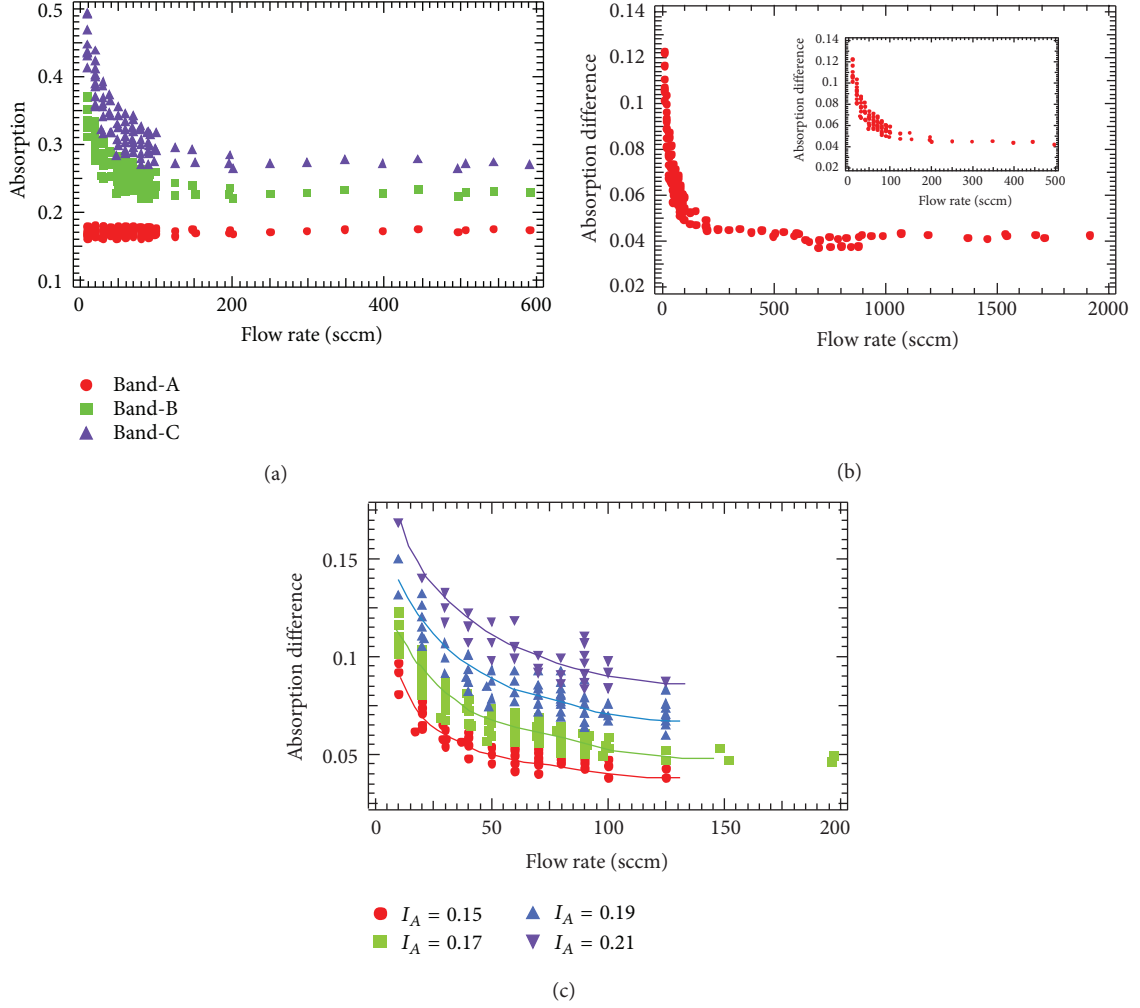 0.5
0.4
0.3
0.2
0.1
Absorption
0 200 400 600
Flow rate (sccm)
Band-A
Band-B
Band-C
(a)
0.14
0.12
0.1
0.08
0.06
0.04
0.02
Absorption difference
0 500 1000 1500 2000
Flow rate (sccm)
0.14
0.12
0.1
0.08
0.06
0.04
0.02
Absorption difference
0 100 200 300 400 500
Flow rate (sccm)
(b)
0.15
0.1
0.05
Absorption difference
0 50 100 150 200
Flow rate (sccm)
I_A = 0.15
I_A = 0.17
I_A = 0.19
I_A = 0.21
(c)